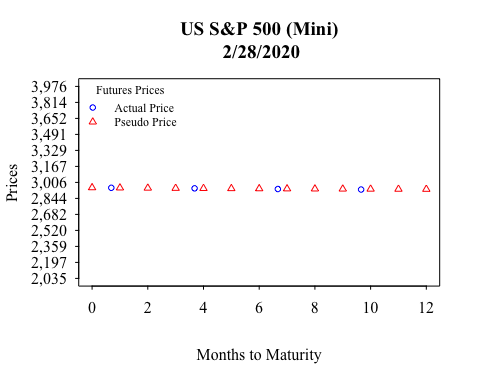 US S&P 500 (Mini)
2/28/2020
Futures Prices
Actual Price
Pseudo Price
Prices
3,976
3,814
3,652
3,491
3,329
3,167
3,006
2,844
2,682
2,520
2,359
2,197
2,035
0 2 4 6 8 10 12
Months to Maturity